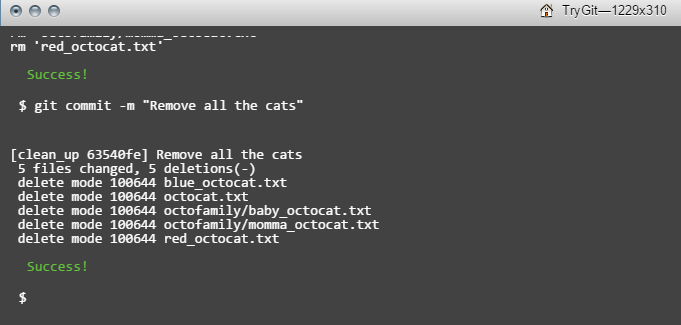 TryGit—1229x310
rm 'red_octocat.txt'
Success!
$ git commit -m "Remove all the cats"
[clean_up 63540fe] Remove all the cats
5 files changed, 5 deletions(-)
delete mode 100644 blue_octocat.txt
delete mode 100644 octocat.txt
delete mode 100644 octofamily/baby_octocat.txt
delete mode 100644 octofamily/momma_octocat.txt
delete mode 100644 red_octocat.txt
Success!
$